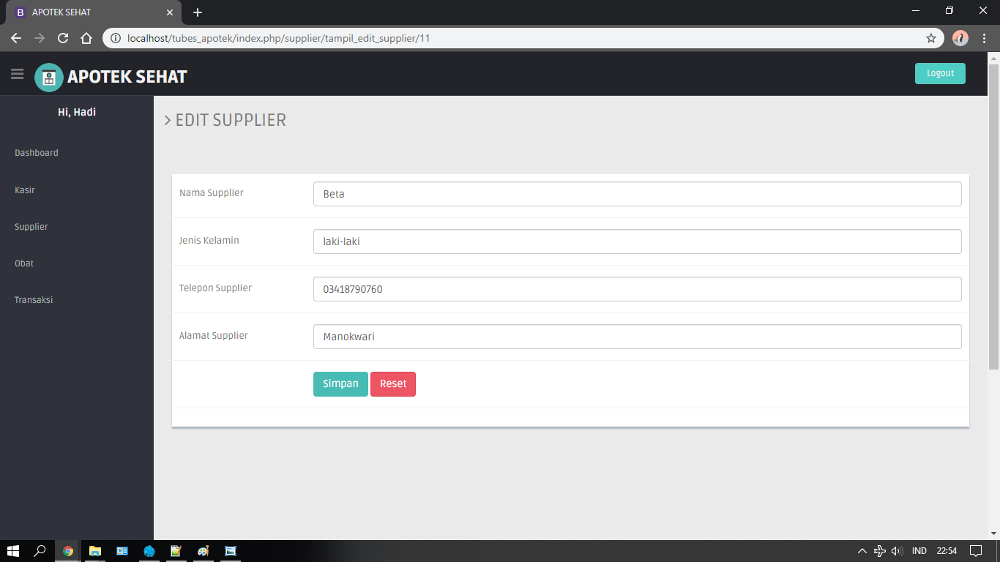 APOTEK SEHAT
localhost/tubes_apotek/index.php/supplier/tampil_edit_supplier/11
APOTEK SEHAT
Logout
Hi, Hadi
EDIT SUPPLIER
Dashboard
Kasir
Supplier
Obat
Transaksi
Nama Supplier
Beta
Jenis Kelamin
laki-laki
Telepon Supplier
03418790760
Alamat Supplier
Manokwari
Simpan Reset
IND 22:54